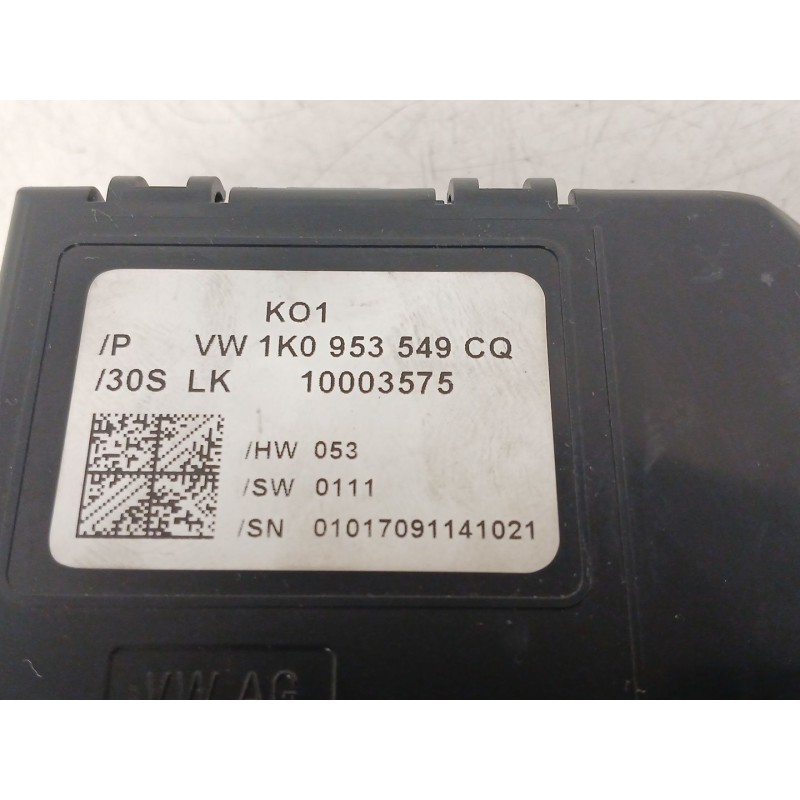 KO1
/P VW 1K0 953 549 CQ
/30S LK 10003575
/HW 053
/SW 0111
/SN 01017091141021
VW AG